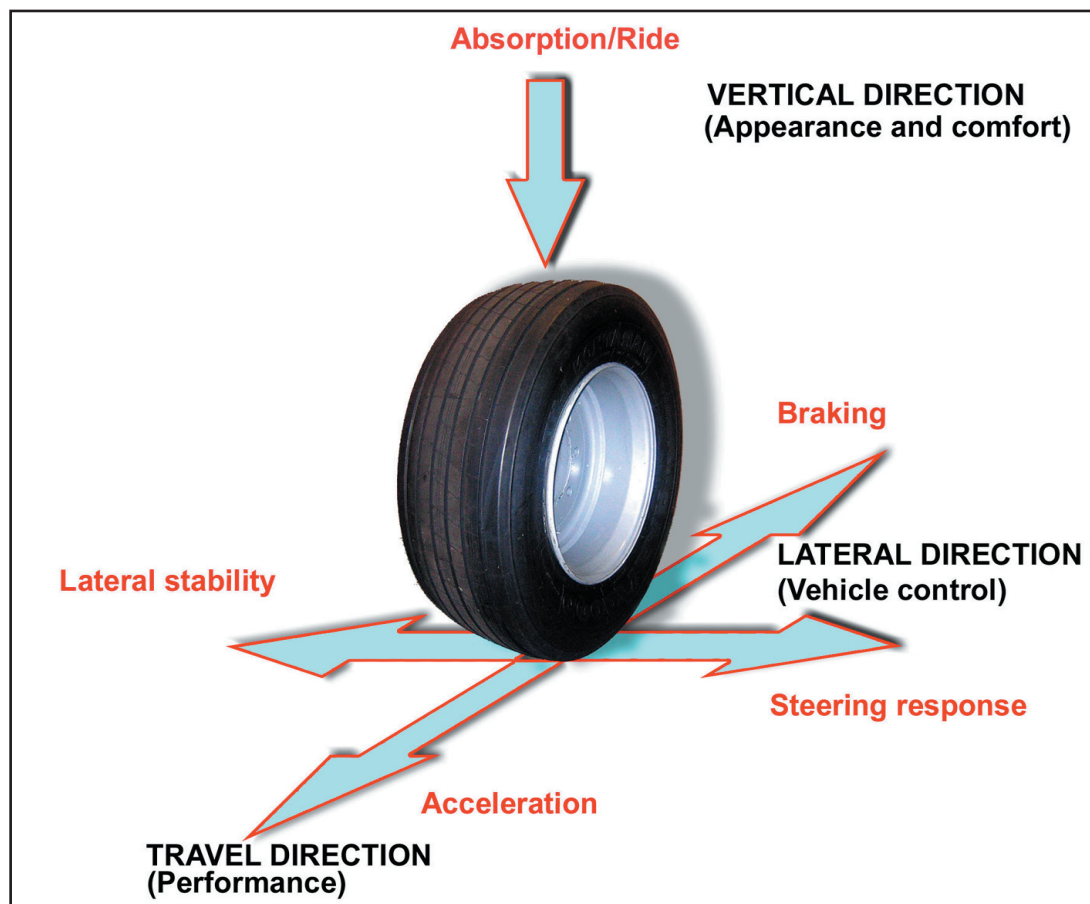 Absorption/Ride
VERTICAL DIRECTION
(Appearance and comfort)
Braking
LATERAL DIRECTION
(Vehicle control)
Lateral stability
Steering response
Acceleration
TRAVEL DIRECTION
(Performance)